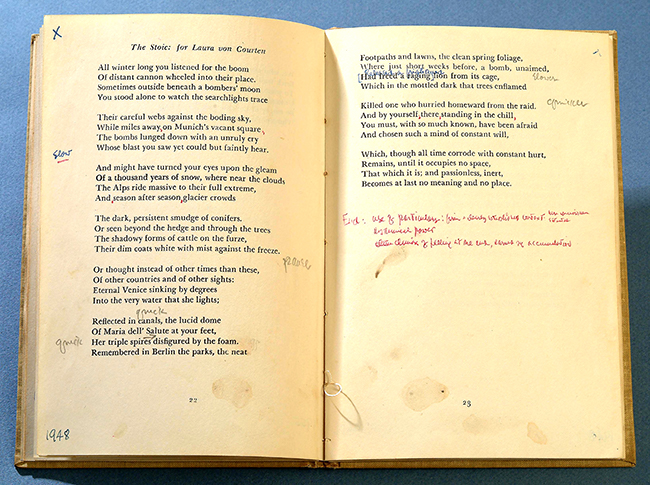 X
The Stoic: for Laura von Courten
All winter long you listened for the boom
Of distant cannon wheeled into their place.
Sometimes outside beneath a bombers' moon
You stood alone to watch the searchlights trace
Their careful webs against the boding sky,
While miles away, on Munich's vacant square,
The bombs lunged down with an unruly cry
slow
Whose blast you saw yet could but faintly hear.
And might have turned your eyes upon the gleam
Of a thousand years of snow, where near the clouds
The Alps ride massive to their full extreme,
And, season after season, glacier crowds
The dark, persistent smudge of conifers.
Or seen beyond the hedge and through the trees
The shadowy forms of cattle on the furze,
Their dim coats white with mist against the freeze.
pause
Or thought instead of other times than these,
Of other countries and of other sights:
Eternal Venice sinking by degrees
Into the very water that she lights;
quick
Reflected in canals, the lucid dome
Of Maria dell' Salute at your feet,
quick
Her triple spires disfigured by the foam.
Remembered in Berlin the parks, the neat
22
1948
Footpaths and lawns, the clean spring foliage,
Where just short weeks before, a bomb, unaimed,
Had freed a raging lion from its cage,
slower
Which in the mottled dark that trees enflamed
Killed one who hurried homeward from the raid.
quicker
And by yourself, there, standing in the chill,
You must, with so much known, have been afraid
And chosen such a mind of constant will,
Which, though all time corrode with constant hurt,
Remains, until it occupies no space,
That which it is; and passionless, inert,
Becomes at last no meaning and no place.
use of particulars:
power
of feeling at the end, by accumulation
23